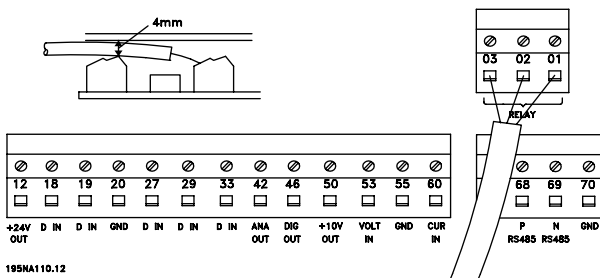 4mm
03 02 01
RELAY
12 18 19 20 27 29 33 42 46 50 53 55 60
68 69 70
+24V OUT D IN D IN GND D IN D IN D IN ANA OUT DIG OUT +10V OUT VOLT IN GND CUR IN
P RS485 N RS485 GND
195NA110.12